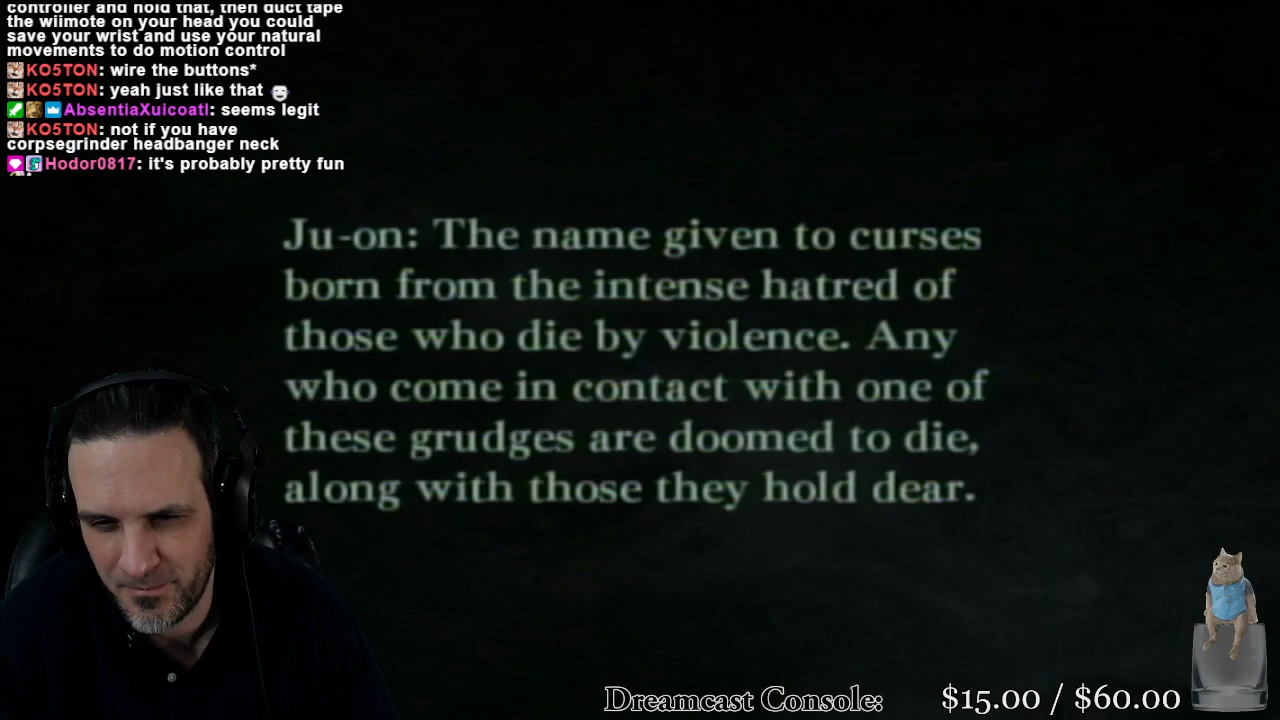 controller and hold that, then duct tape
the wiimote on your head you could
save your wrist and use your natural
movements to do motion control
KO5TON: wire the buttons*
KO5TON: yeah just like that
AbsentiaXuicoatl: seems legit
KO5TON: not if you have
corpsegrinder headbanger neck
Hodor0817: it's probably pretty fun
Ju-on: The name given to curses
born from the intense hatred of
those who die by violence. Any
who come in contact with one of
these grudges are doomed to die,
along with those they hold dear.
Dreamcast Console: $15.00 / $60.00